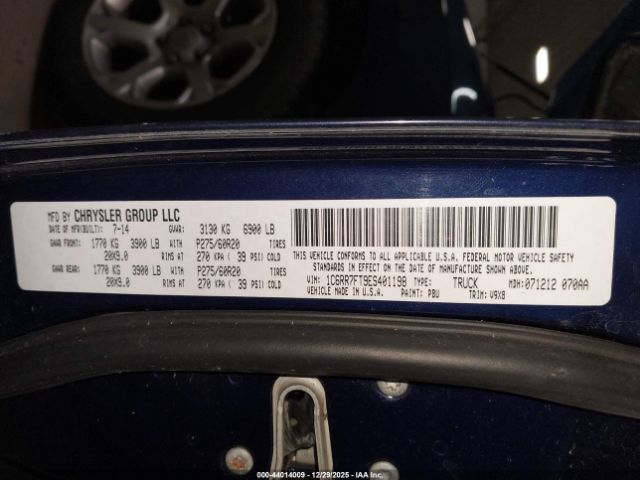 MFD BY CHRYSLER GROUP LLC
DATE OF MFR(BUILT): 7-14 GVWR: 3130 KG 6900 LB
GAWR FRONT: 1770 KG 3900 LB WITH P275/60R20 TIRES
20X9.0 RIMS AT 270 KPA ( 39 PSI) COLD
GAWR REAR: 1770 KG 3900 LB WITH P275/60R20 TIRES
20X9.0 RIMS AT 270 KPA ( 39 PSI) COLD
THIS VEHICLE CONFORMS TO ALL APPLICABLE U.S.A. FEDERAL MOTOR VEHICLE SAFETY
STANDARDS IN EFFECT ON THE DATE OF MANUFACTURE SHOWN ABOVE.
VIN: 1C6RR7FT9ES401198 TYPE: TRUCK MDH: 071212 070AA
VEHICLE MADE IN U.S.A. PAINT: PBU TRIM: V9X8
000-44014009 - 12/29/2025 - IAAI.com